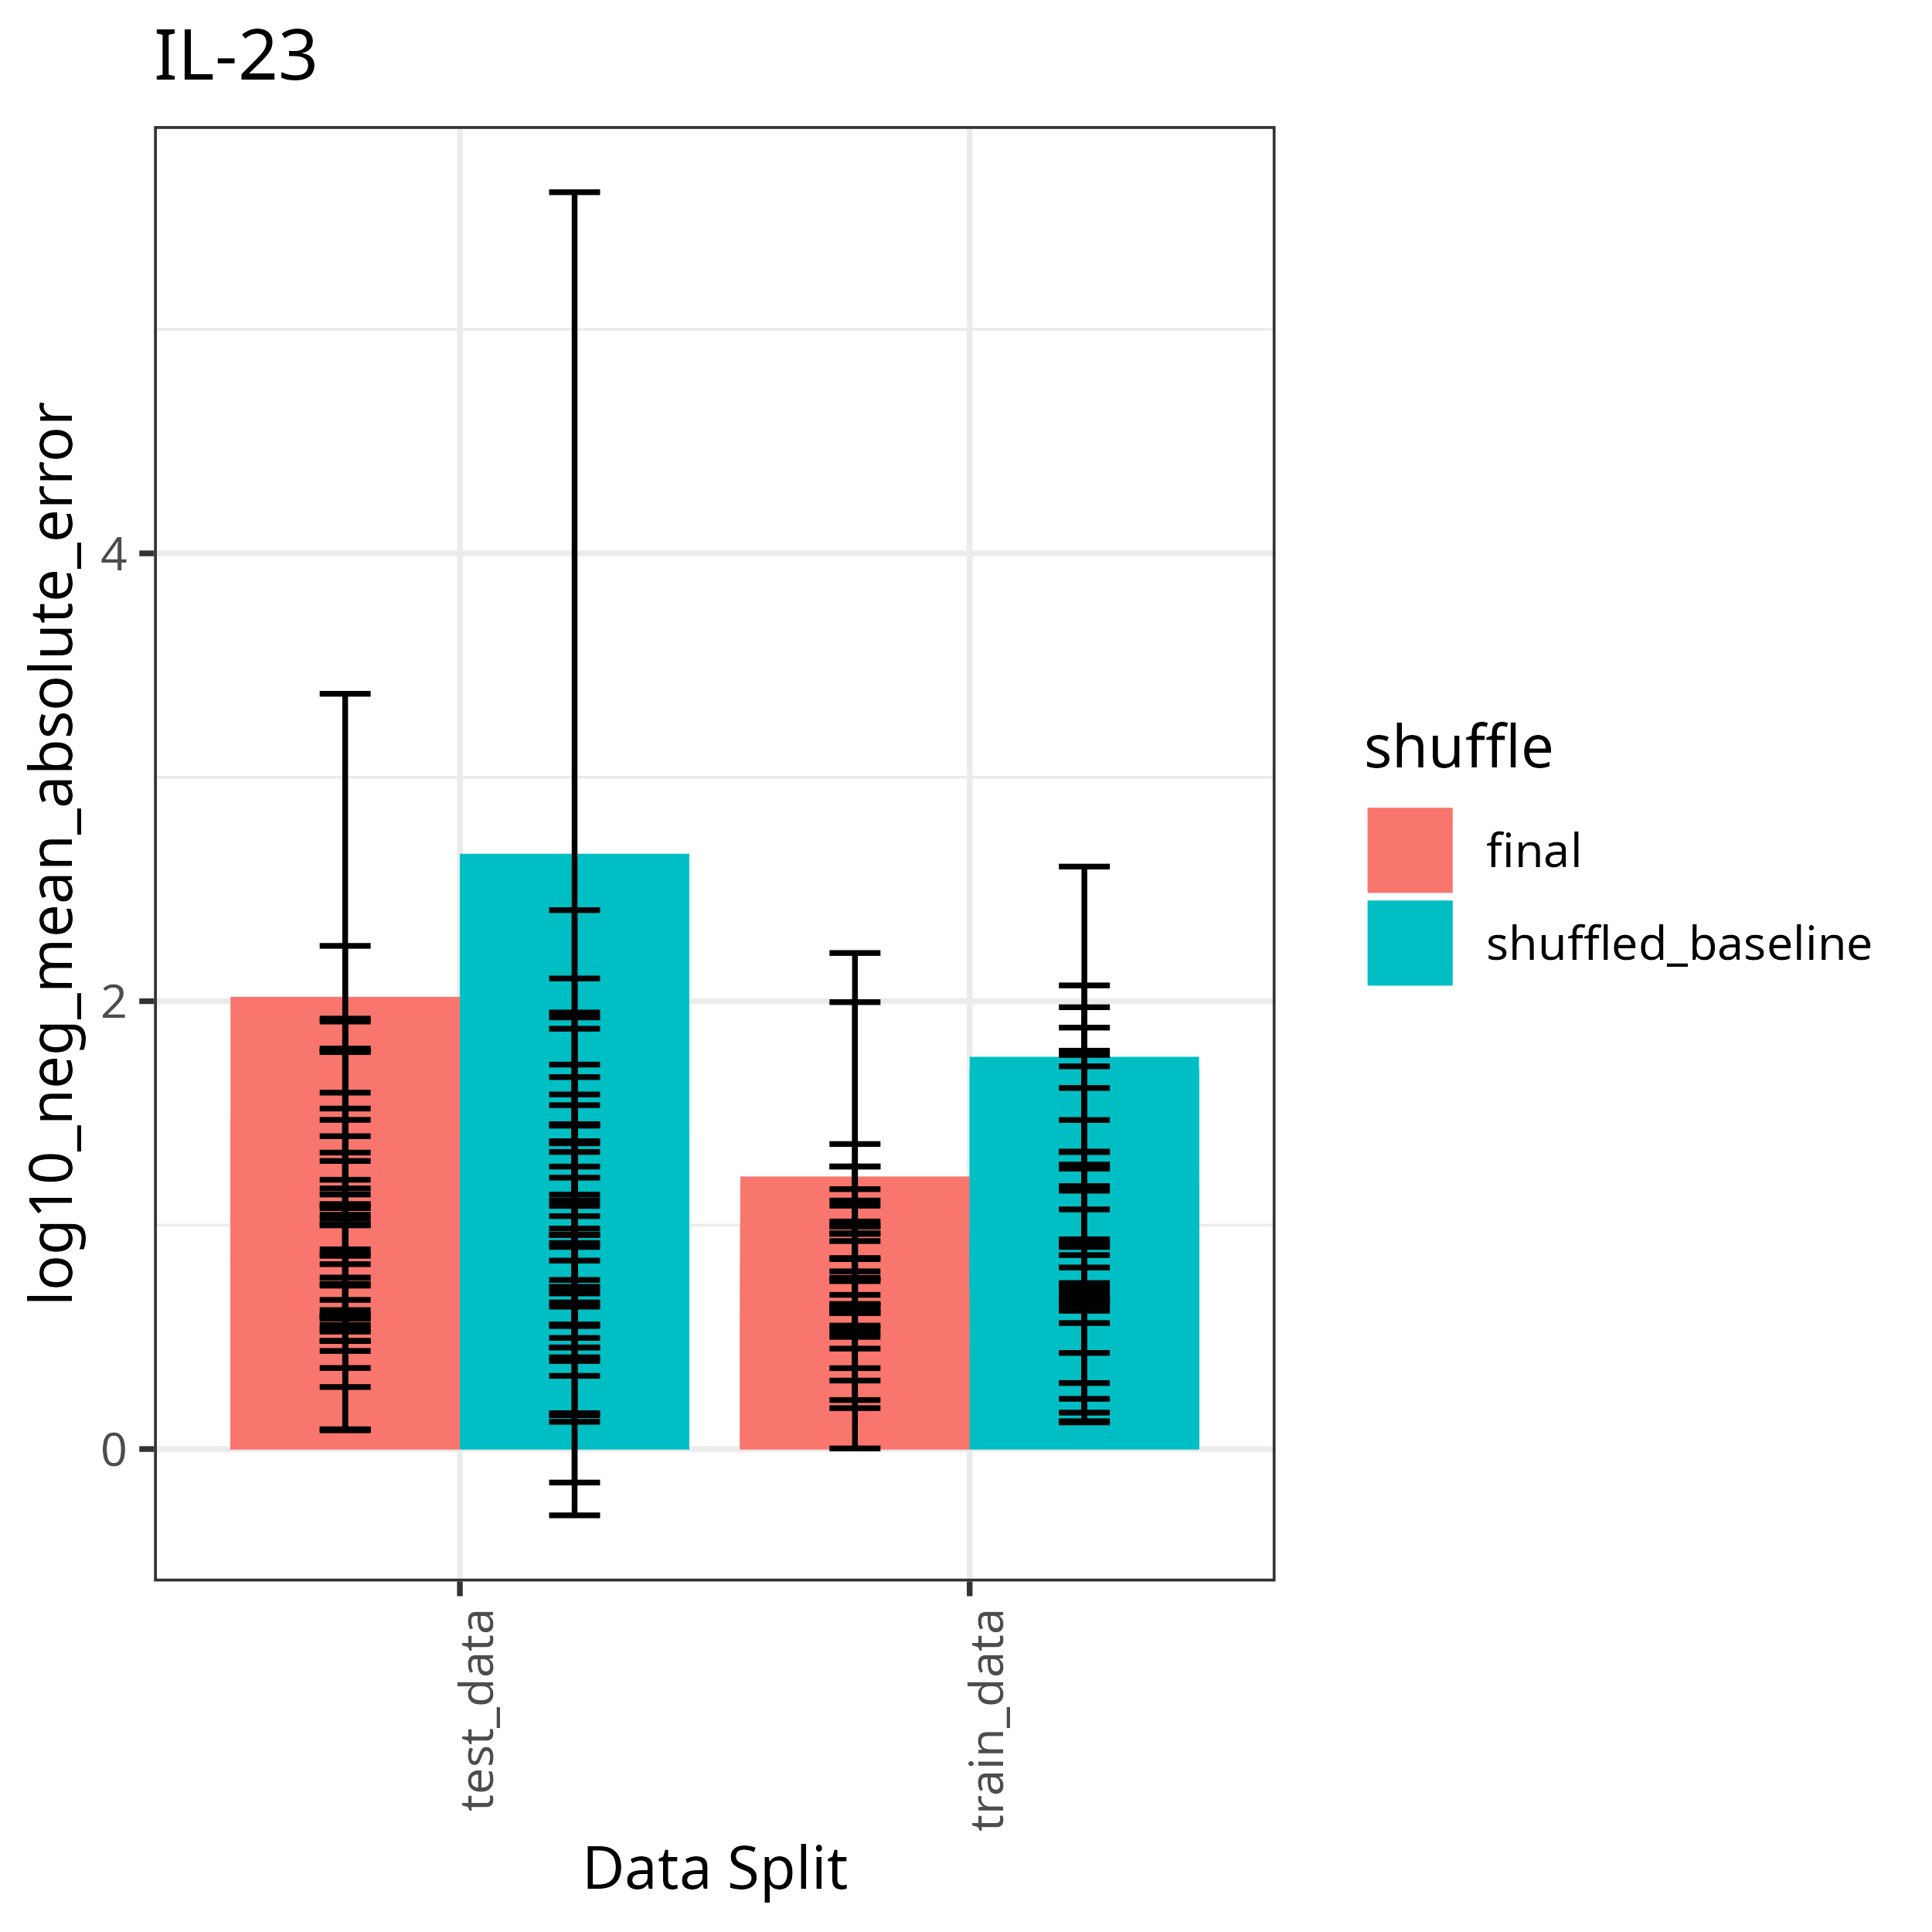 IL-23
log10_neg_mean_absolute_error
4
2
0
test_data
train_data
Data Split
shuffle
final
shuffled_baseline